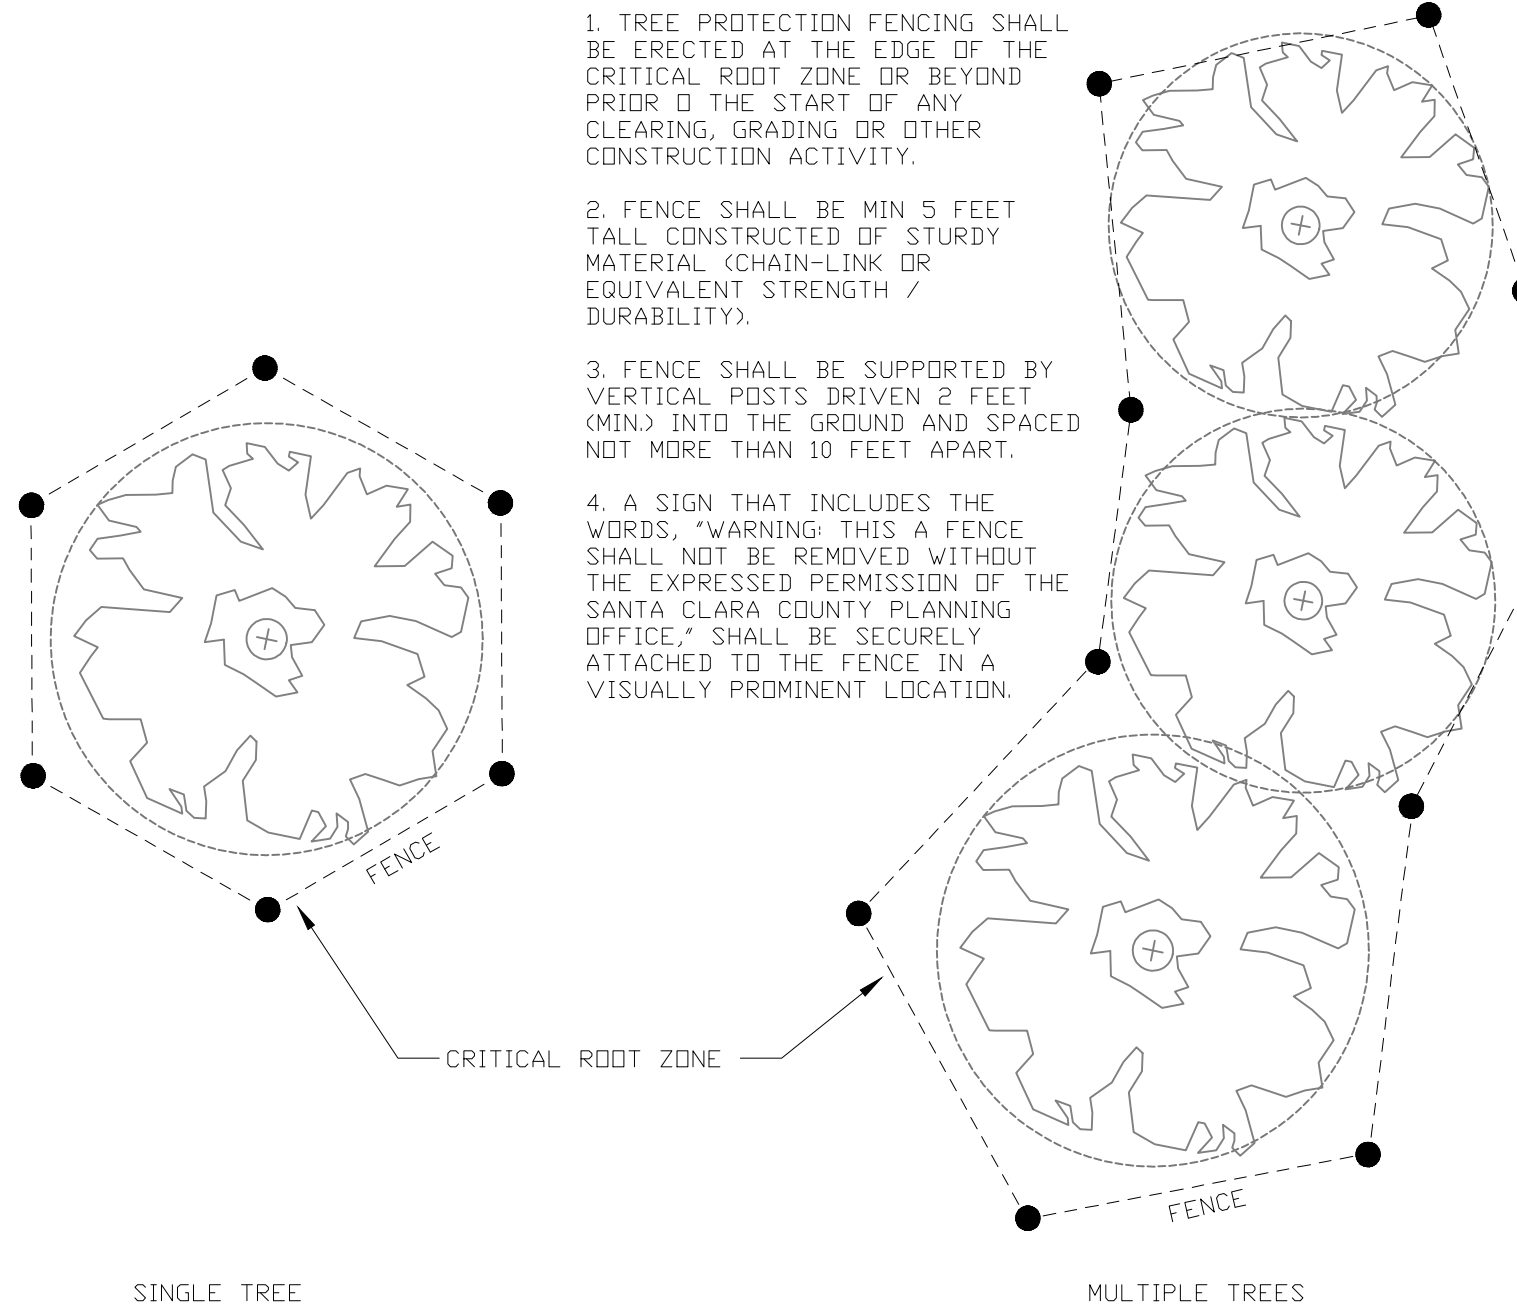 1. TREE PROTECTION FENCING SHALL
BE ERECTED AT THE EDGE OF THE
CRITICAL ROOT ZONE OR BEYOND
PRIOR O THE START OF ANY
CLEARING, GRADING OR OTHER
CONSTRUCTION ACTIVITY.
2. FENCE SHALL BE MIN 5 FEET
TALL CONSTRUCTED OF STURDY
MATERIAL (CHAIN-LINK OR
EQUIVALENT STRENGTH /
DURABILITY).
3. FENCE SHALL BE SUPPORTED BY
VERTICAL POSTS DRIVEN 2 FEET
(MIN.) INTO THE GROUND AND SPACED
NOT MORE THAN 10 FEET APART.
4. A SIGN THAT INCLUDES THE
WORDS, "WARNING: THIS A FENCE
SHALL NOT BE REMOVED WITHOUT
THE EXPRESSED PERMISSION OF THE
SANTA CLARA COUNTY PLANNING
OFFICE," SHALL BE SECURELY
ATTACHED TO THE FENCE IN A
VISUALLY PROMINENT LOCATION.
FENCE
CRITICAL ROOT ZONE
FENCE
SINGLE TREE
MULTIPLE TREES